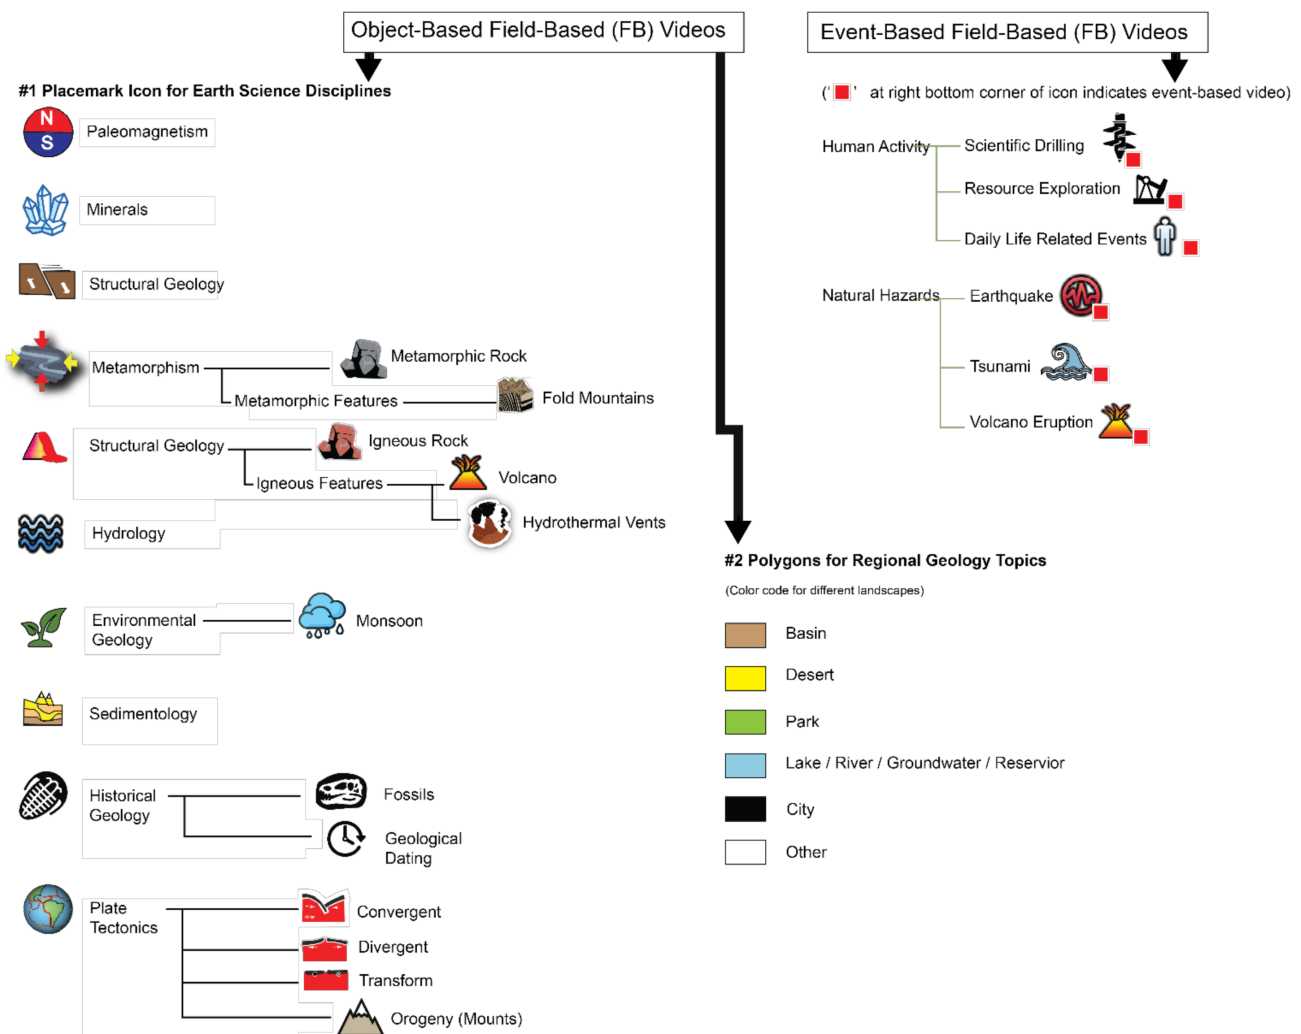 Object-Based Field-Based (FB) Videos
Event-Based Field-Based (FB) Videos
#1 Placemark Icon for Earth Science Disciplines
N
S
Paleomagnetism
Minerals
Structural Geology
Metamorphism
Metamorphic Rock
Metamorphic Features
Fold Mountains
Structural Geology
Igneous Rock
Igneous Features
Volcano
Hydrothermal Vents
Hydrology
Environmental
Geology
Monsoon
Sedimentology
Historical
Geology
Fossils
Geological
Dating
Plate
Tectonics
Convergent
Divergent
Transform
Orogeny (Mounts)
(' ' at right bottom corner of icon indicates event-based video)
Human Activity
Scientific Drilling
Resource Exploration
Daily Life Related Events
Natural Hazards
Earthquake
Tsunami
Volcano Eruption
#2 Polygons for Regional Geology Topics
(Color code for different landscapes)
Basin
Desert
Park
Lake / River / Groundwater / Reservior
City
Other